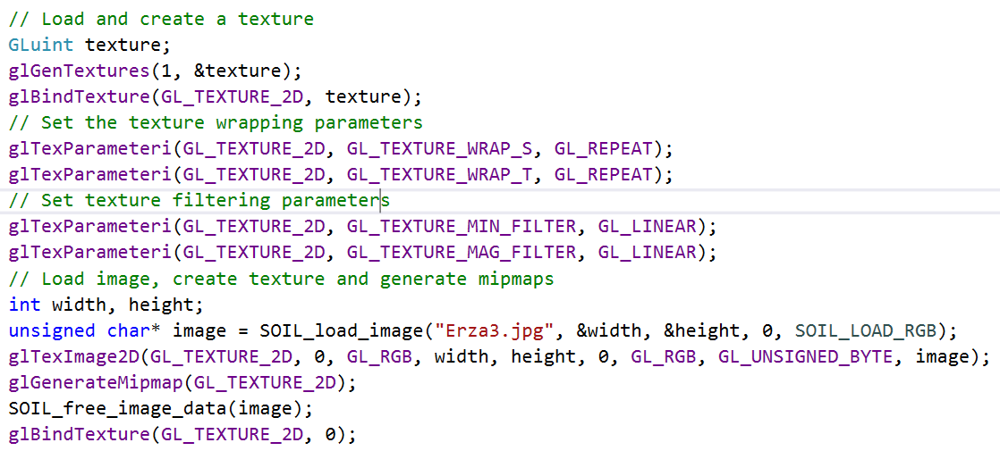 // Load and create a texture
GLuint texture;
glGenTextures(1, &texture);
glBindTexture(GL_TEXTURE_2D, texture);
// Set the texture wrapping parameters
glTexParameteri(GL_TEXTURE_2D, GL_TEXTURE_WRAP_S, GL_REPEAT);
glTexParameteri(GL_TEXTURE_2D, GL_TEXTURE_WRAP_T, GL_REPEAT);
// Set texture filtering parameters
glTexParameteri(GL_TEXTURE_2D, GL_TEXTURE_MIN_FILTER, GL_LINEAR);
glTexParameteri(GL_TEXTURE_2D, GL_TEXTURE_MAG_FILTER, GL_LINEAR);
// Load image, create texture and generate mipmaps
int width, height;
unsigned char* image = SOIL_load_image("Erza3.jpg", &width, &height, 0, SOIL_LOAD_RGB);
glTexImage2D(GL_TEXTURE_2D, 0, GL_RGB, width, height, 0, GL_RGB, GL_UNSIGNED_BYTE, image);
glGenerateMipmap(GL_TEXTURE_2D);
SOIL_free_image_data(image);
glBindTexture(GL_TEXTURE_2D, 0);